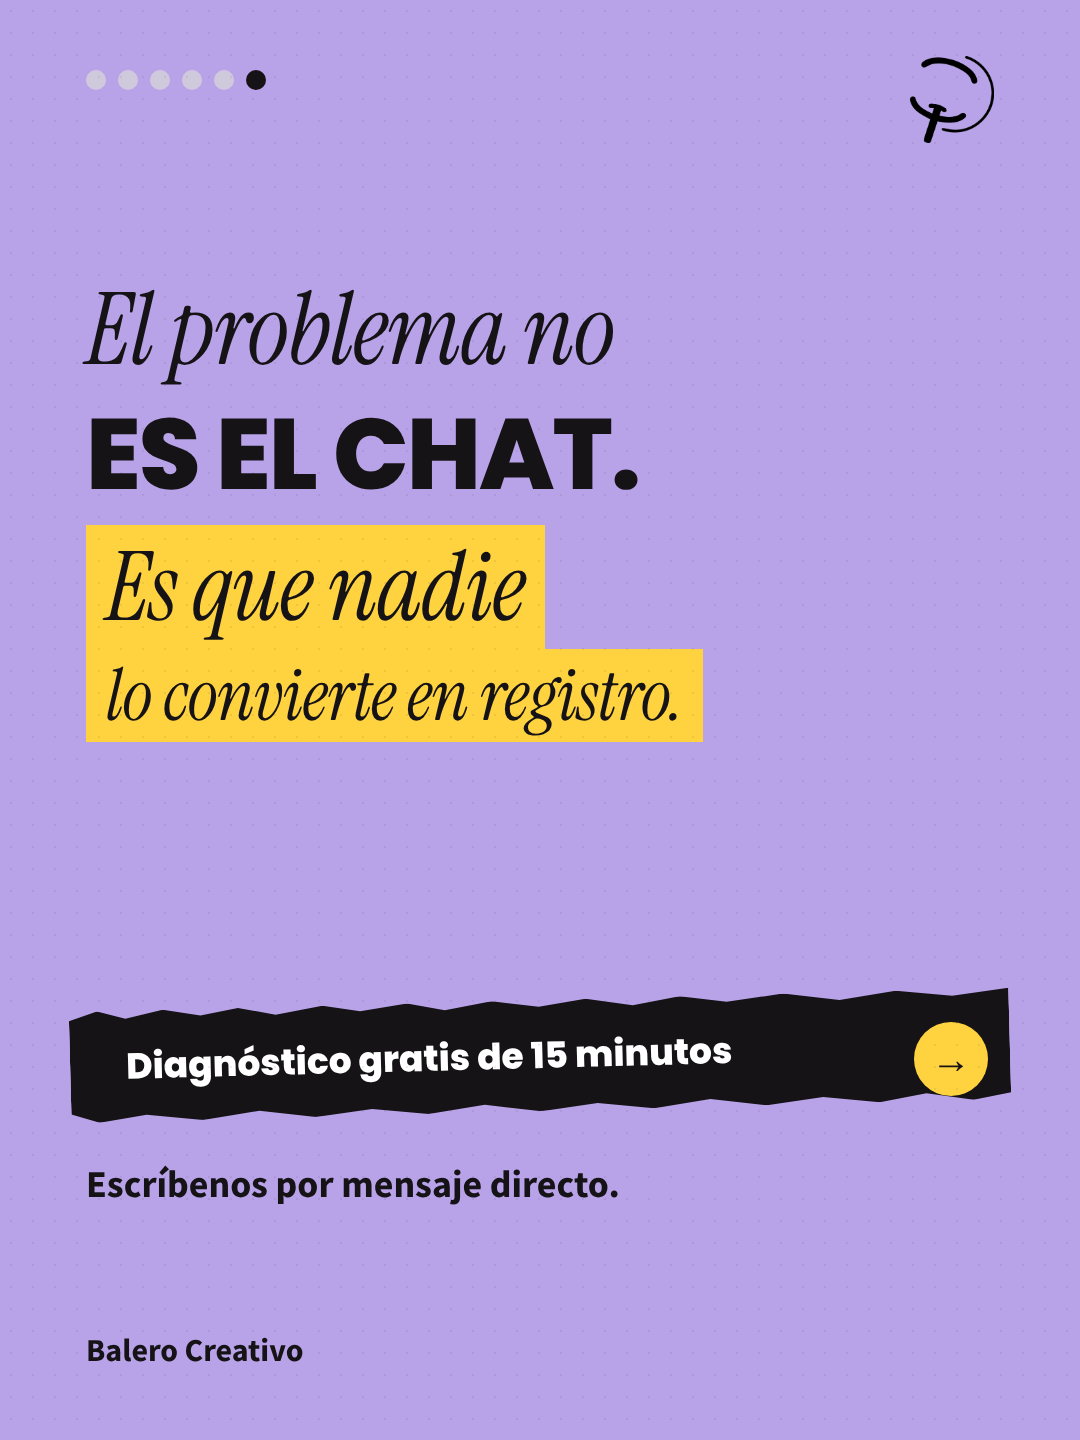 El problema no
ES EL CHAT.
Es que nadie
lo convierte en registro.
Diagnóstico gratis de 15 minutos →
Escríbenos por mensaje directo.
Balero Creativo